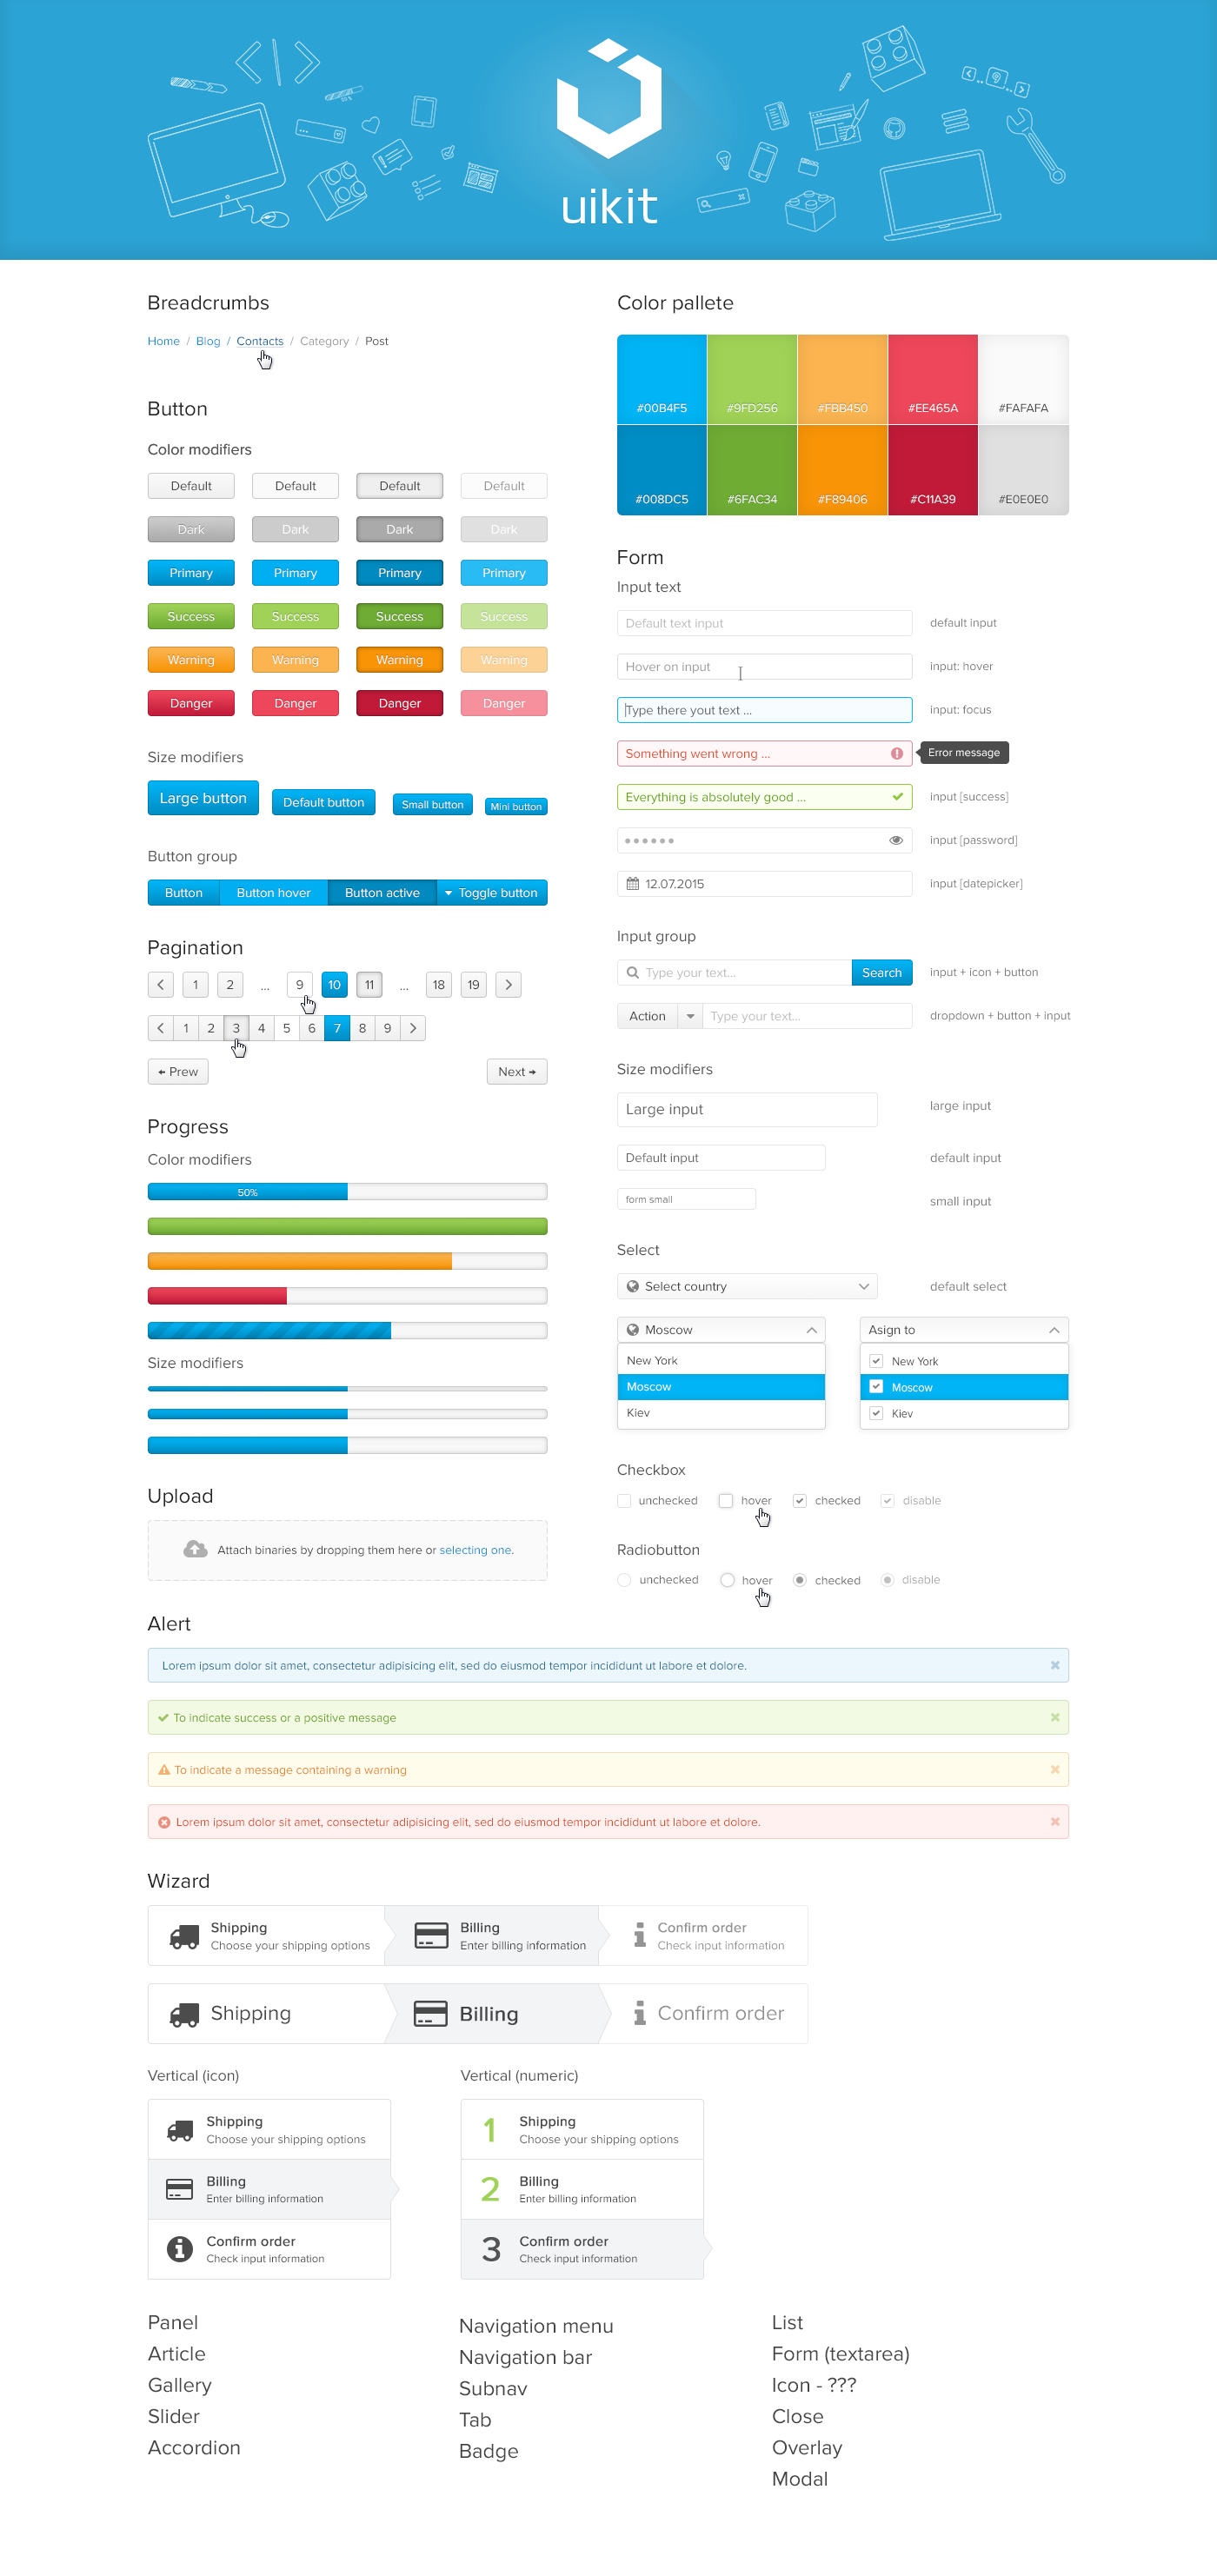 uikit
Breadcrumbs
Home / Blog / Contacts / Category / Post
Button
Color modifiers
Default Default Default Default
Dark Dark Dark Dark
Primary Primary Primary Primary
Success Success Success Success
Warning Warning Warning Warning
Danger Danger Danger Danger
Size modifiers
Large button Default button Small button Mini button
Button group
Button Button hover Button active Toggle button
Pagination
1 2 ... 9 10 11 ... 18 19
1 2 3 4 5 6 7 8 9
Prew Next
Progress
Color modifiers
50%
Size modifiers
Upload
Attach binaries by dropping them here or selecting one.
Color pallete
#00B4F5 #9FD256 #FBB450 #EE465A #FAFAFA
#008DC5 #6FAC34 #F89406 #C11A39 #E0E0E0
Form
Input text
Default text input default input
Hover on input input: hover
Type there yout text ... input: focus
Something went wrong ... Error message
Everything is absolutely good ... input [success]
input [password]
12.07.2015 input [datepicker]
Input group
Type your text... Search input + icon + button
Action Type your text... dropdown + button + input
Size modifiers
Large input large input
Default input default input
form small small input
Select
Select country default select
Moscow Asign to
New York New York
Moscow Moscow
Kiev Kiev
Checkbox
unchecked hover checked disable
Radiobutton
unchecked hover checked disable
Alert
Lorem ipsum dolor sit amet, consectetur adipisicing elit, sed do eiusmod tempor incididunt ut labore et dolore.
To indicate success or a positive message
To indicate a message containing a warning
Lorem ipsum dolor sit amet, consectetur adipisicing elit, sed do eiusmod tempor incididunt ut labore et dolore.
Wizard
Shipping Billing Confirm order
Choose your shipping options Enter billing information Check input information
Shipping Billing Confirm order
Vertical (icon)
Shipping
Choose your shipping options
Billing
Enter billing information
Confirm order
Check input information
Vertical (numeric)
1 Shipping
Choose your shipping options
2 Billing
Enter billing information
3 Confirm order
Check input information
Panel
Article
Gallery
Slider
Accordion
Navigation menu
Navigation bar
Subnav
Tab
Badge
List
Form (textarea)
Icon - ???
Close
Overlay
Modal